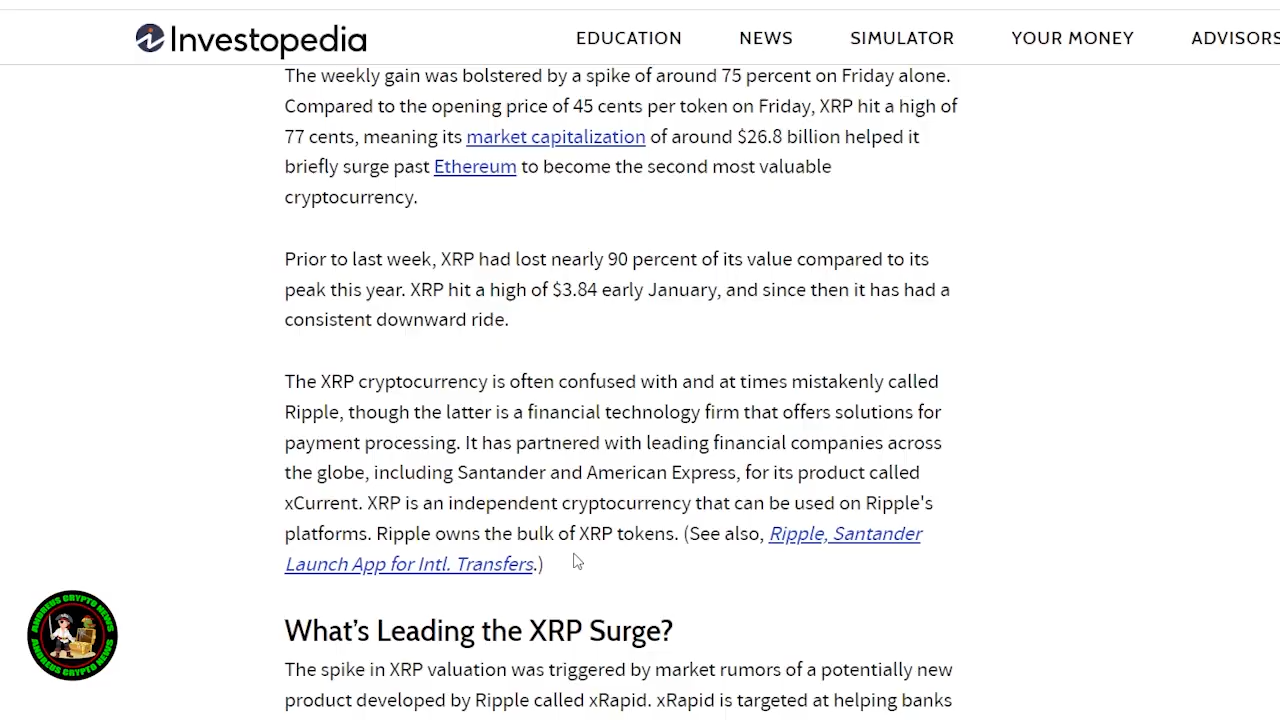 Investopedia
EDUCATION NEWS SIMULATOR YOUR MONEY ADVISORS
The weekly gain was bolstered by a spike of around 75 percent on Friday alone.
Compared to the opening price of 45 cents per token on Friday, XRP hit a high of
77 cents, meaning its market capitalization of around $26.8 billion helped it
briefly surge past Ethereum to become the second most valuable
cryptocurrency.
Prior to last week, XRP had lost nearly 90 percent of its value compared to its
peak this year. XRP hit a high of $3.84 early January, and since then it has had a
consistent downward ride.
The XRP cryptocurrency is often confused with and at times mistakenly called
Ripple, though the latter is a financial technology firm that offers solutions for
payment processing. It has partnered with leading financial companies across
the globe, including Santander and American Express, for its product called
xCurrent. XRP is an independent cryptocurrency that can be used on Ripple's
platforms. Ripple owns the bulk of XRP tokens. (See also, Ripple, Santander
Launch App for Intl. Transfers.)
What’s Leading the XRP Surge?
The spike in XRP valuation was triggered by market rumors of a potentially new
product developed by Ripple called xRapid. xRapid is targeted at helping banks
ANDREUS CRYPTO NEWS
ANDREUS CRYPTO NEWS